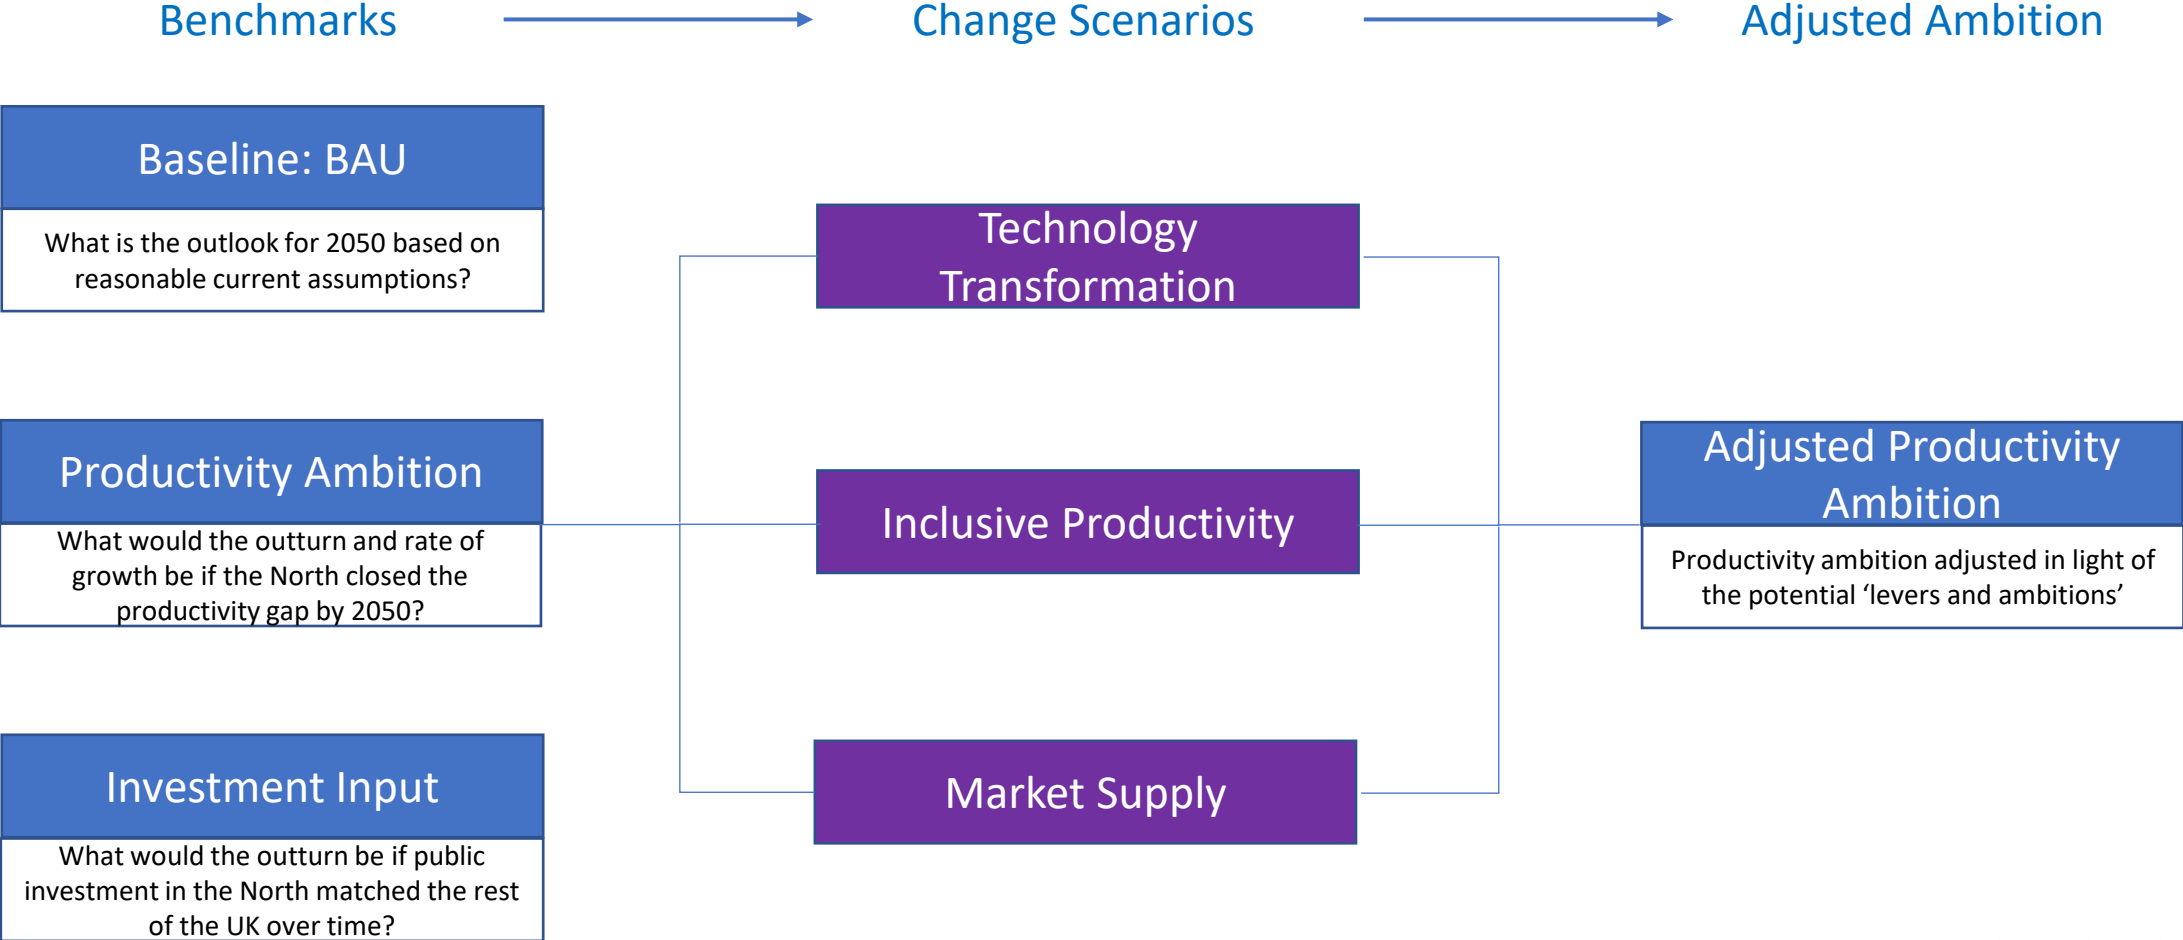 Benchmarks
Change Scenarios
Adjusted Ambition
Baseline: BAU
What is the outlook for 2050 based on
reasonable current assumptions?
Productivity Ambition
What would the outturn and rate of
growth be if the North closed the
productivity gap by 2050?
Investment Input
What would the outturn be if public
investment in the North matched the rest
of the UK over time?
Technology
Transformation
Inclusive Productivity
Market Supply
Adjusted Productivity
Ambition
Productivity ambition adjusted in light of
the potential ‘levers and ambitions’